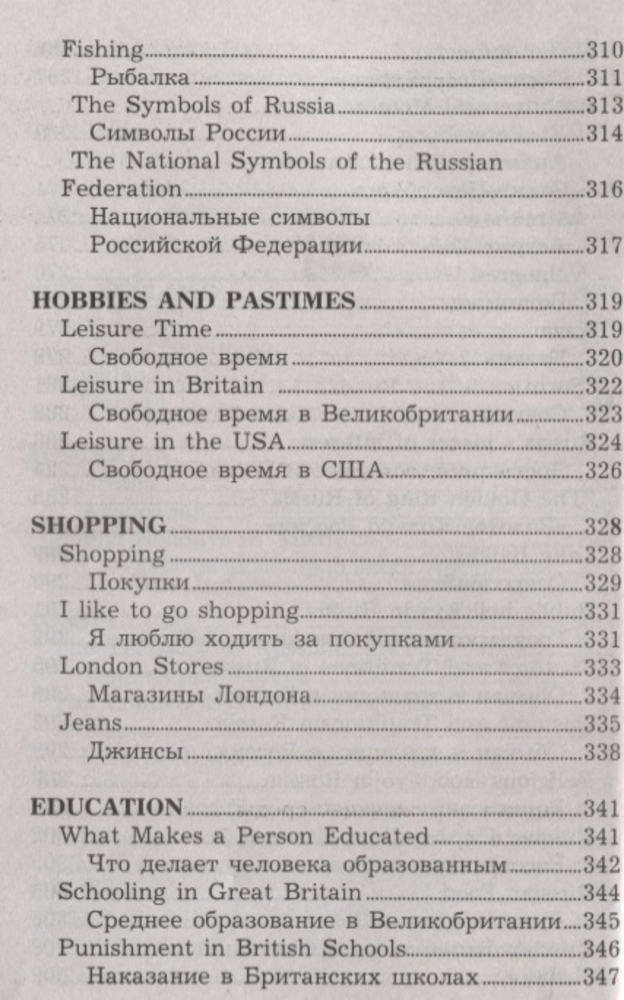 Fishing 310
Рыбалка 311
The Symbols of Russia 313
Символы России 314
The National Symbols of the Russian
Federation 316
Национальные символы
Российской Федерации 317
HOBBIES AND PASTIMES 319
Leisure Time 319
Свободное время 320
Leisure in Britain 322
Свободное время в Великобритании 323
Leisure in the USA 324
Свободное время в США 326
SHOPPING 328
Shopping 328
Покупки 329
I like to go shopping 331
Я люблю ходить за покупками 331
London Stores 333
Магазины Лондона 334
Jeans 335
Джинсы 338
EDUCATION 341
What Makes a Person Educated 341
Что делает человека образованным 342
Schooling in Great Britain 344
Среднее образование в Великобритании 345
Punishment in British Schools 346
Наказание в Британских школах 347